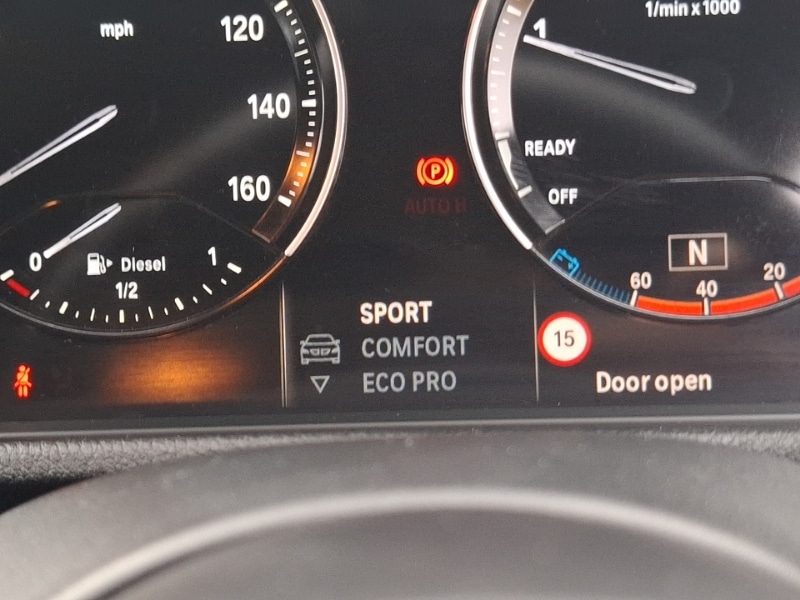 mph
120
140
160
0
Diesel
1
1/2
P
AUTO H
1/min x 1000
1
READY
OFF
N
60
40
20
SPORT
COMFORT
ECO PRO
15
Door open